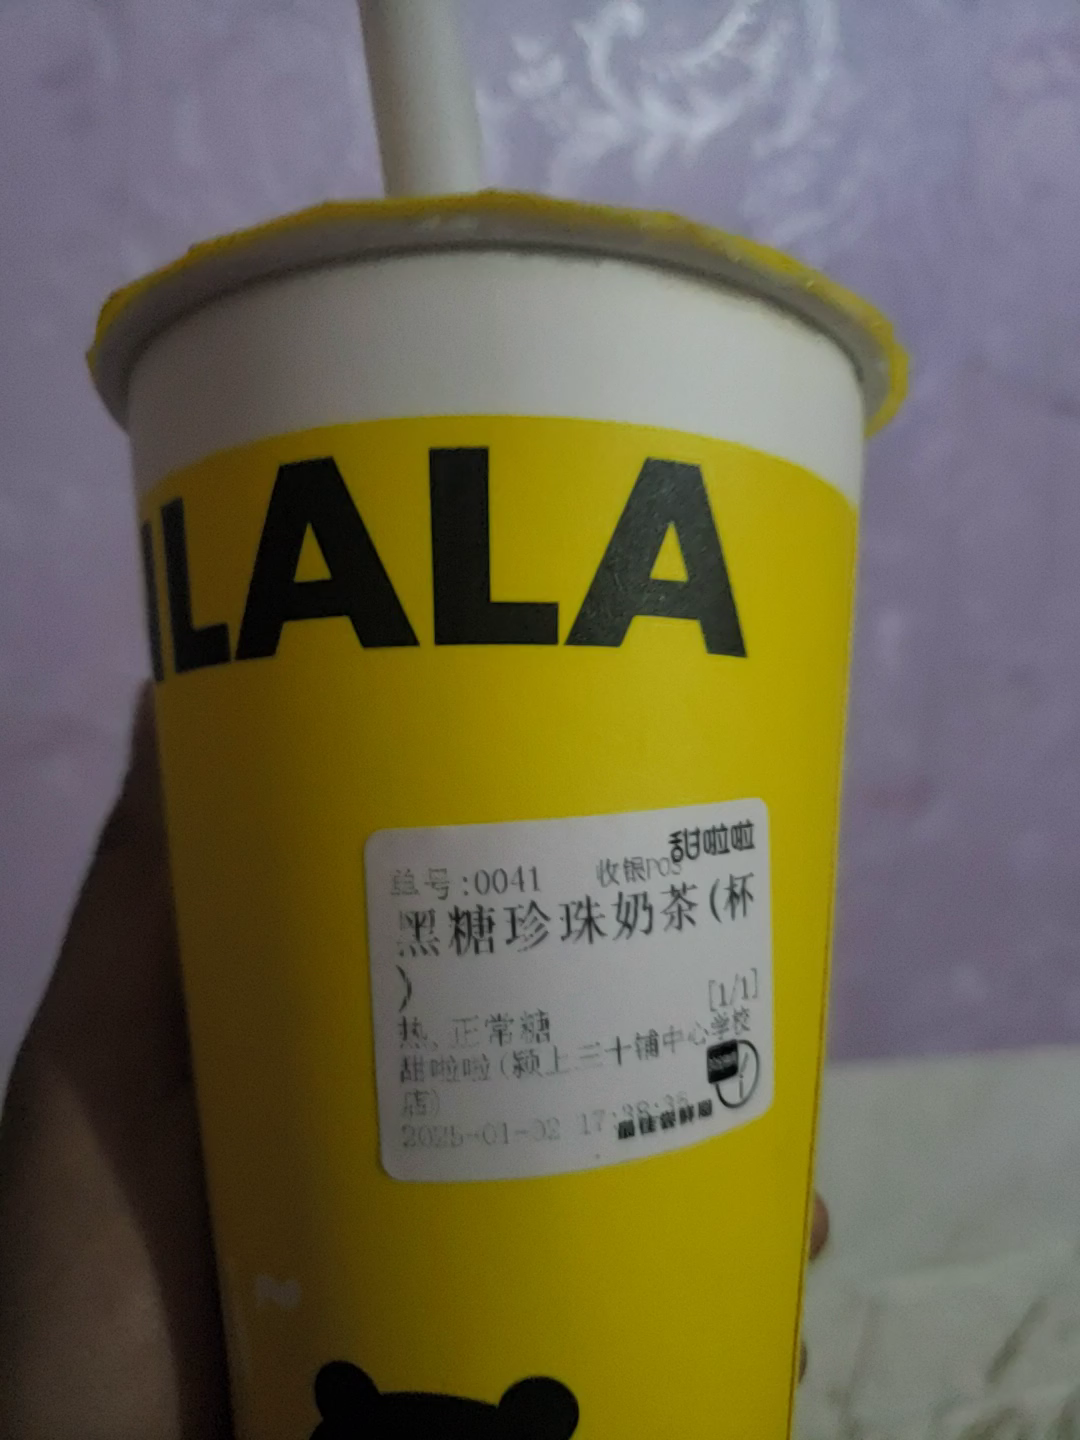 ILALA
甜啦啦
单号:0041 收银POS
黑糖珍珠奶茶(杯
)
[1/1]
热,正常糖
甜啦啦(颍上三十铺中心学校
店)
2025-01-02 17:38:36